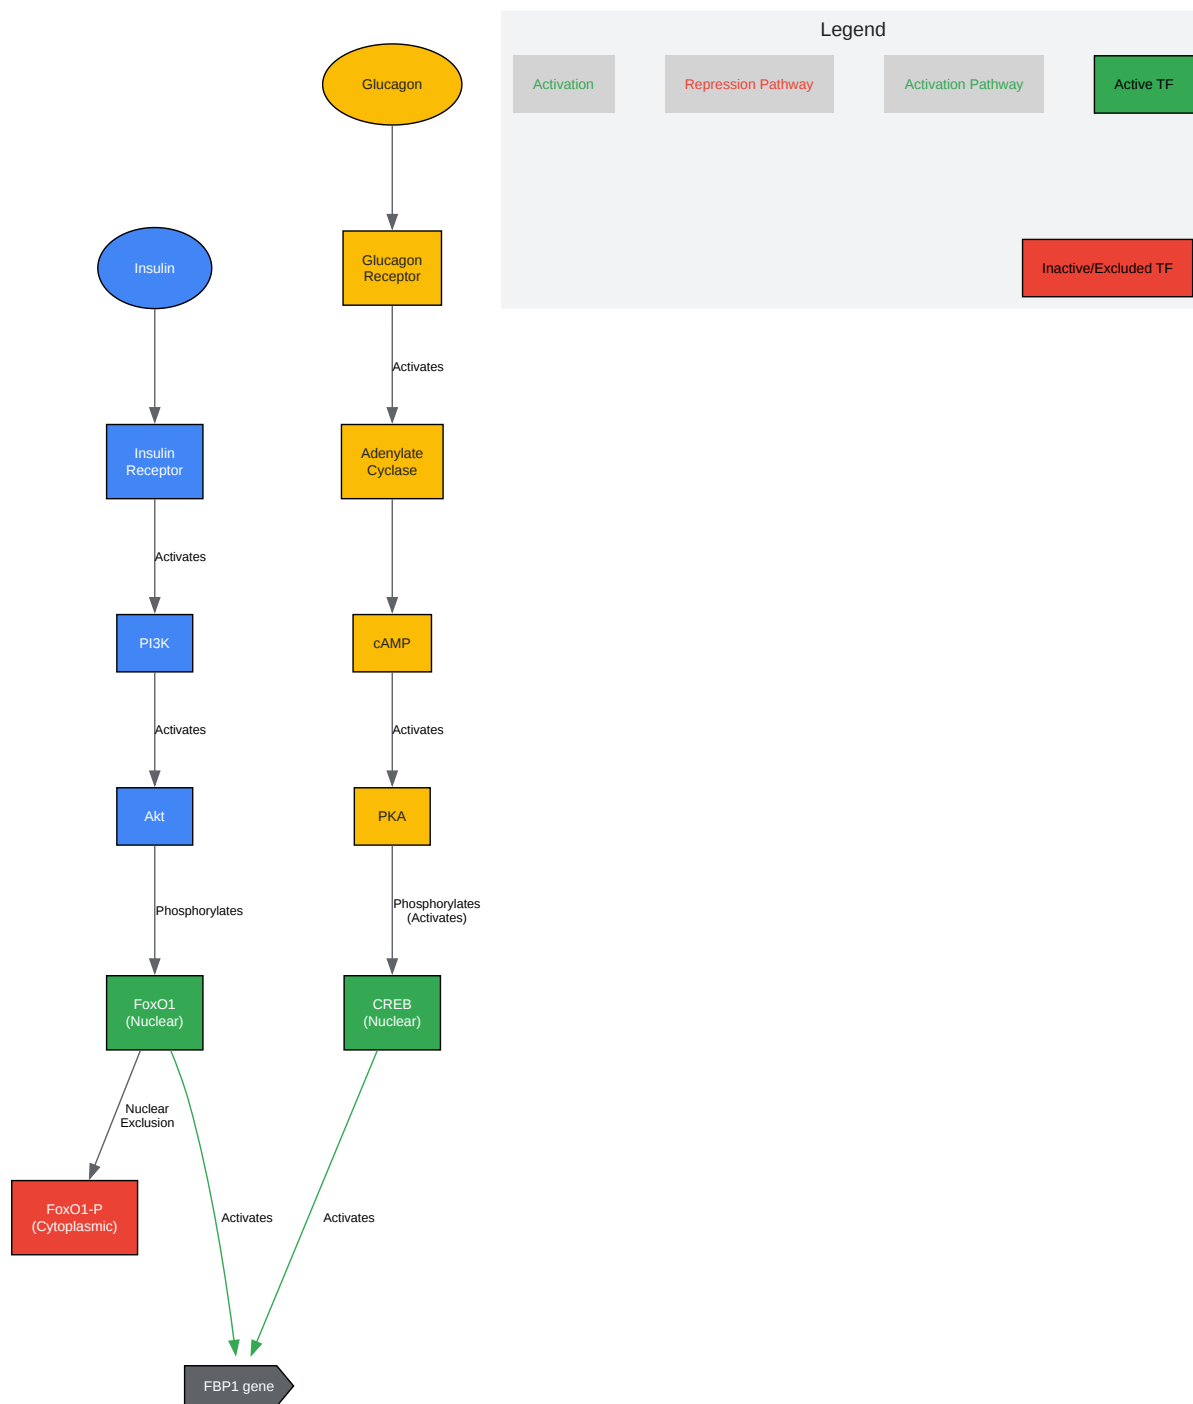 Legend
Activation
Repression Pathway
Activation Pathway
Active TF
Inactive/Excluded TF
Glucagon
Glucagon
Receptor
Activates
Adenylate
Cyclase
cAMP
Activates
PKA
Phosphorylates
(Activates)
CREB
(Nuclear)
Activates
Insulin
Insulin
Receptor
Activates
PI3K
Activates
Akt
Phosphorylates
FoxO1
(Nuclear)
Nuclear
Exclusion
FoxO1-P
(Cytoplasmic)
Activates
FBP1 gene